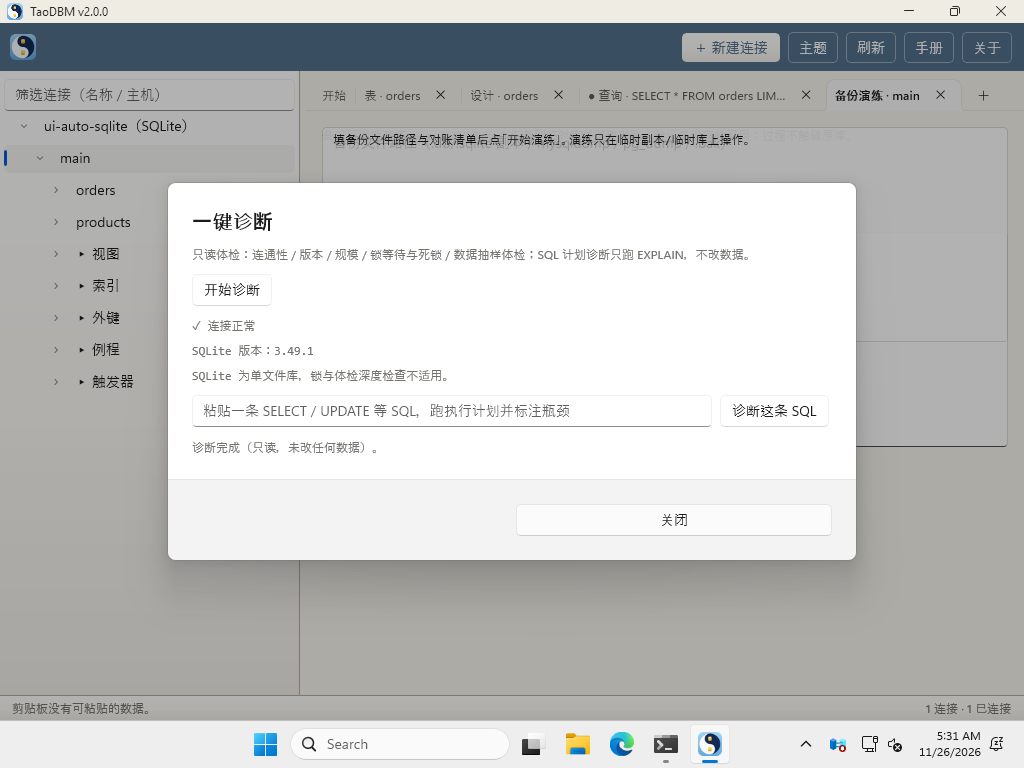 TaoDBM v2.0.0
+ 新建连接
主题
刷新
手册
关于
筛选连接（名称 / 主机）
开始
表 · orders
设计 · orders
● 查询 · SELECT * FROM orders LIM...
备份演练 · main
ui-auto-sqlite（SQLite）
main
orders
products
视图
索引
外键
例程
触发器
填备份文件路径与对账清单后点「开始演练」。演练只在临时副本/临时库上操作。
一键诊断
只读体检：连通性 / 版本 / 规模 / 锁等待与死锁 / 数据抽样体检；SQL 计划诊断只跑 EXPLAIN，不改数据。
开始诊断
✓ 连接正常
SQLite 版本：3.49.1
SQLite 为单文件库，锁与体检深度检查不适用。
粘贴一条 SELECT / UPDATE 等 SQL，跑执行计划并标注瓶颈
诊断这条 SQL
诊断完成（只读，未改任何数据）。
关闭
剪贴板没有可粘贴的数据。
1 连接 · 1 已连接
Search
5:31 AM
11/26/2026